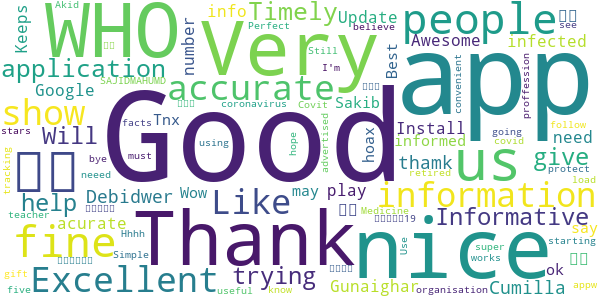 WHO
Very
app
Good
Thank
nice
people
us
accurate
information
show
fine
Excellent
Like
application
Timely
Informative
give
help
trying
Will
info
Update
Keeps
number
Google
Tnx
Sakib
Best
Awesome
infected
Install
informed
need
hoax
thamk
Debidwer
Wow
may
play
acurate
Gunaighar
Cumilla
ok
say
Perfect
Still
believe
see
Akid
SAJIDMAHUMD
I'm
coronavirus
Covit
advertised
convenient
proffession
going
covid
follow
stars
facts
using
must
bye
neeed
hope
retired
protect
load
tracking
teacher
Hhhh
Simple
Medicine
Use
super
works
starting
gift
five
useful
know
organisation
appw